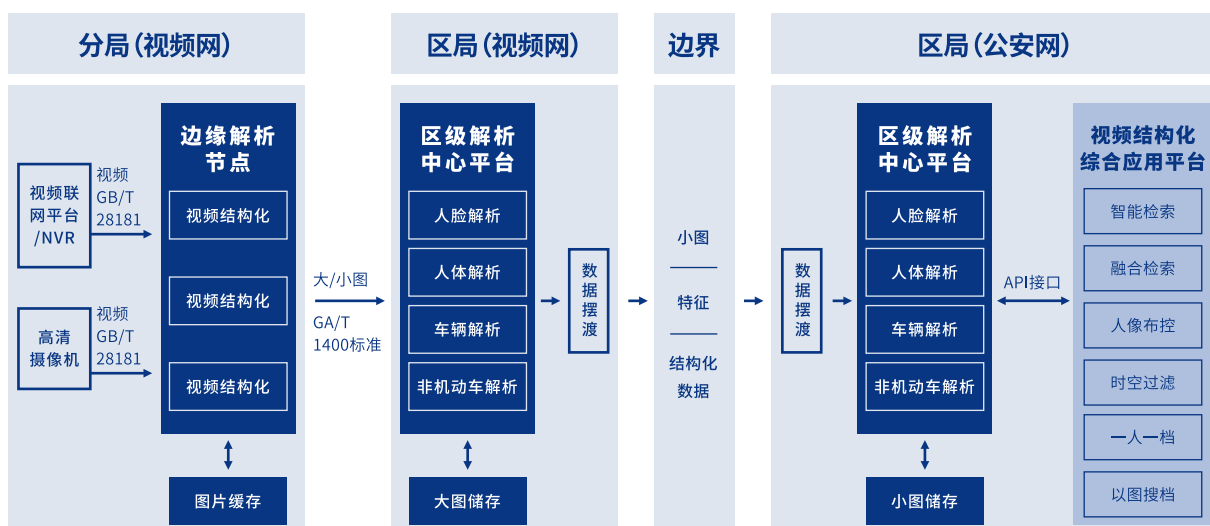 分局(视频网)
区局(视频网)
边界
区局(公安网)
视频联
网平台
/NVR
视频
GB/T
28181
高清
摄像机
视频
GB/T
28181
边缘解析
节点
视频结构化
视频结构化
视频结构化
图片缓存
大/小图
GA/T
1400标准
区级解析
中心平台
人脸解析
人体解析
车辆解析
非机动车解析
大图储存
数
据
摆
渡
小图
特征
结构化
数据
数
据
摆
渡
区级解析
中心平台
人脸解析
人体解析
车辆解析
非机动车解析
小图储存
API接口
视频结构化
综合应用平台
智能检索
融合检索
人像布控
时空过滤
一人一档
以图搜档